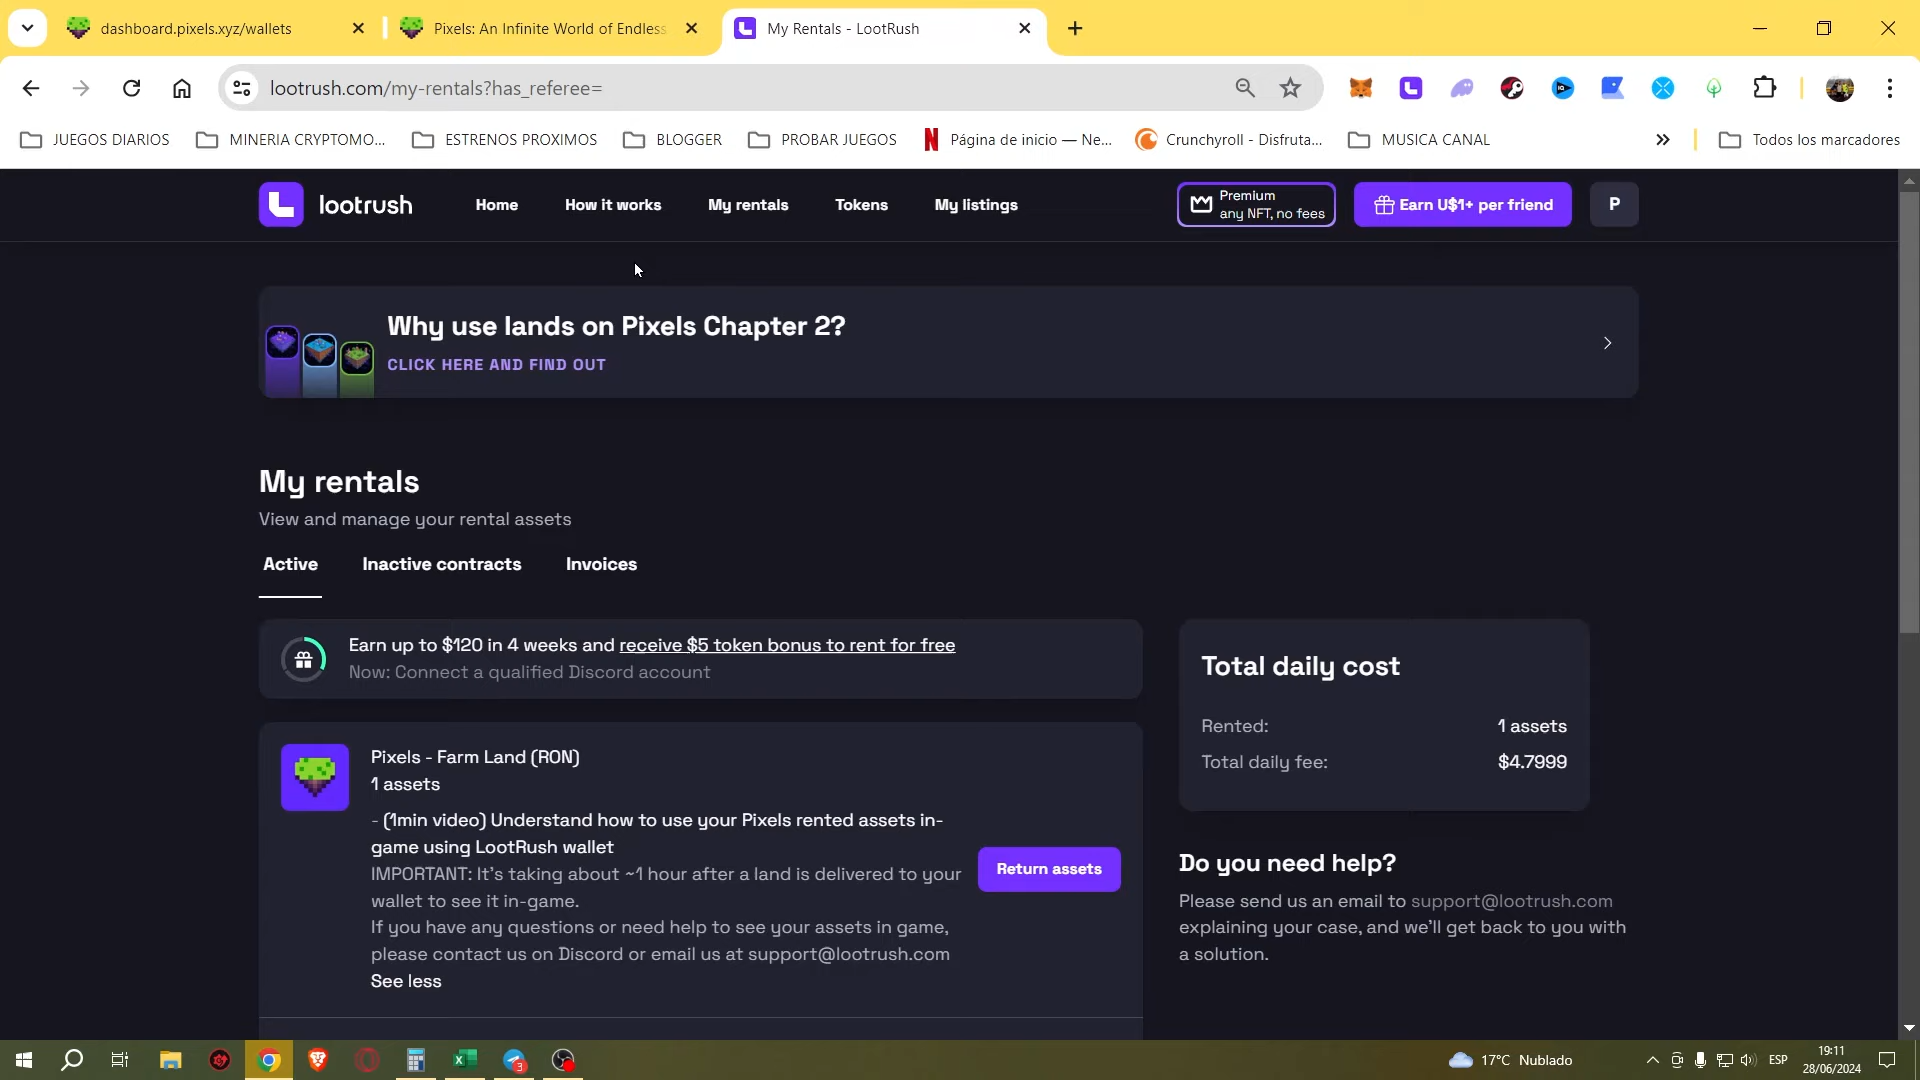 dashboard.pixels.xyz/wallets
Pixels: An Infinite World of Endless
My Rentals - LootRush
lootrush.com/my-rentals?has_referee=
JUEGOS DIARIOS
MINERIA CRYPTOMO...
ESTRENOS PROXIMOS
BLOGGER
PROBAR JUEGOS
Página de inicio — Ne...
Crunchyroll - Disfruta...
MUSICA CANAL
Todos los marcadores
lootrush
Home
How it works
My rentals
Tokens
My listings
Premium
any NFT, no fees
Earn U$1+ per friend
P
Why use lands on Pixels Chapter 2?
CLICK HERE AND FIND OUT
My rentals
View and manage your rental assets
Active
Inactive contracts
Invoices
Earn up to $120 in 4 weeks and receive $5 token bonus to rent for free
Now: Connect a qualified Discord account
Pixels - Farm Land (RON)
1 assets
- (1min video) Understand how to use your Pixels rented assets in-
game using LootRush wallet
IMPORTANT: It's taking about ~1 hour after a land is delivered to your
wallet to see it in-game.
If you have any questions or need help to see your assets in game,
please contact us on Discord or email us at support@lootrush.com
See less
Return assets
Total daily cost
Rented:
1 assets
Total daily fee:
$4.7999
Do you need help?
Please send us an email to support@lootrush.com
explaining your case, and we'll get back to you with
a solution.
3
17°C Nublado
ESP
19:11
28/06/2024